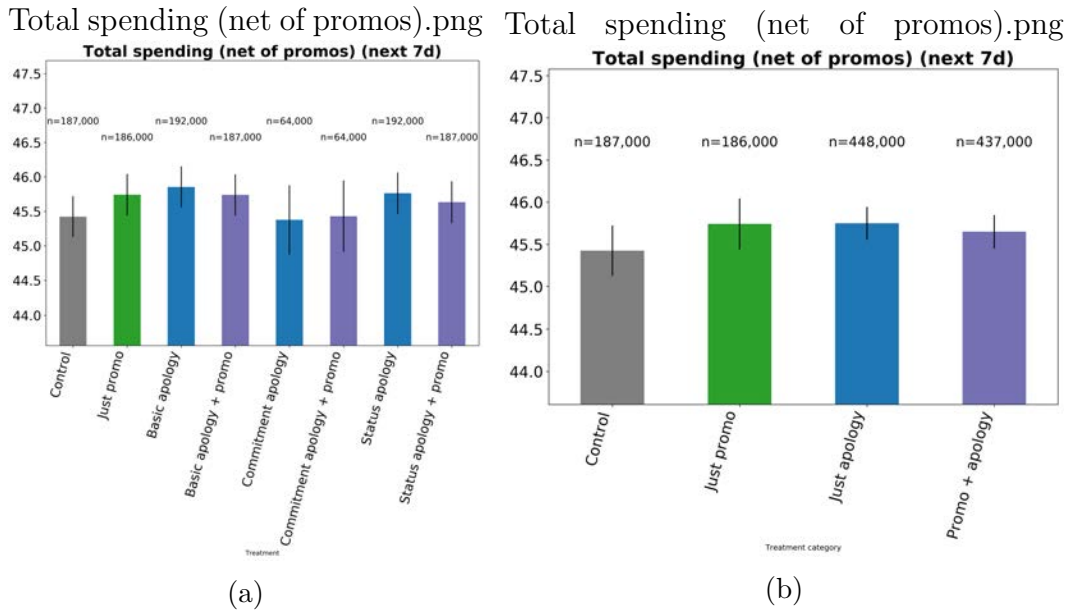 Total spending (net of promos).png
Total spending (net of promos) (next 7d)
47.5
47.0
46.5
46.0
45.5
45.0
44.5
44.0
n=187,000
n=186,000
n=192,000
n=187,000
n=64,000
n=64,000
n=192,000
n=187,000
Control
Just promo
Basic apology
Basic apology + promo
Commitment apology
Commitment apology + promo
Status apology
Status apology + promo
Treatment
(a)
Total spending (net of promos).png
Total spending (net of promos) (next 7d)
47.5
47.0
46.5
46.0
45.5
45.0
44.5
44.0
n=187,000
n=186,000
n=448,000
n=437,000
Control
Just promo
Just apology
Promo + apology
Treatment category
(b)